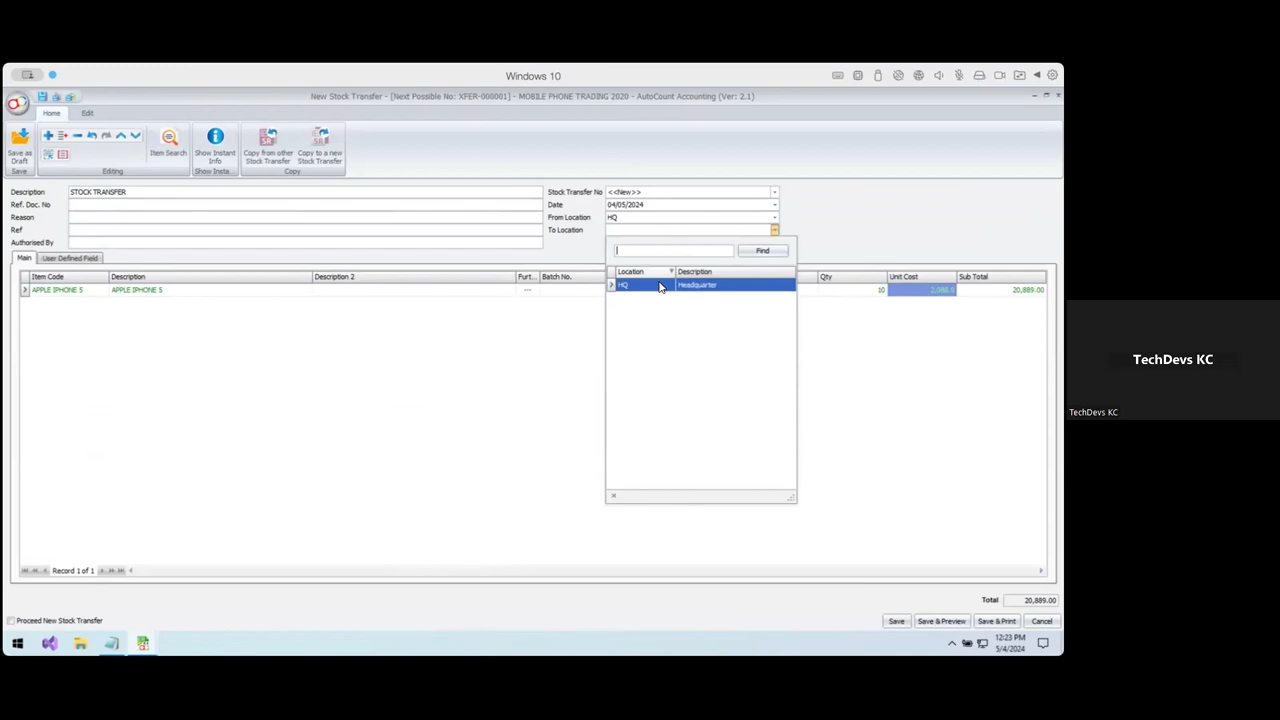 Windows 10
New Stock Transfer - [Next Possible No: XFER-000001] - MOBILE PHONE TRADING 2020 - AutoCount Accounting (Ver: 2.1)
Home Edit
Save as Draft
Item Search
Show Instant Info
Copy from other Stock Transfer
Copy to a new Stock Transfer
Save Editing Show Insta... Copy
Description STOCK TRANSFER Stock Transfer No <<New>>
Ref. Doc. No Date 04/05/2024
Reason From Location HQ
Ref To Location
Authorised By
Find
Main User Defined Field
Location Description
Item Code Description Description 2 Furt... Batch No. Qty Unit Cost Sub Total
HQ Headquarter
APPLE IPHONE 5 APPLE IPHONE 5 ... 10 20,889.00
TechDevs KC
TechDevs KC
Record 1 of 1
Total 20,889.00
Proceed New Stock Transfer Save Save & Preview Save & Print Cancel
12:23 PM
5/4/2024